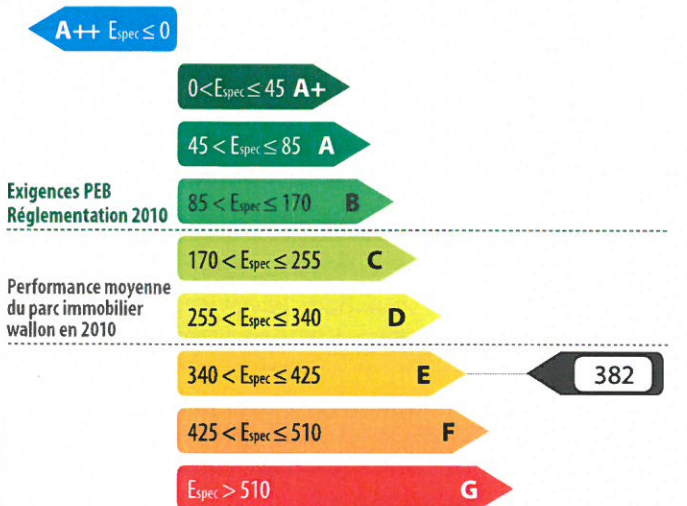 A++ Espec ≤ 0
0 < Espec ≤ 45 A+
45 < Espec ≤ 85 A
Exigences PEB
Réglementation 2010
85 < Espec ≤ 170 B
170 < Espec ≤ 255 C
Performance moyenne
du parc immobilier
wallon en 2010
255 < Espec ≤ 340 D
340 < Espec ≤ 425 E
382
425 < Espec ≤ 510 F
Espec > 510 G